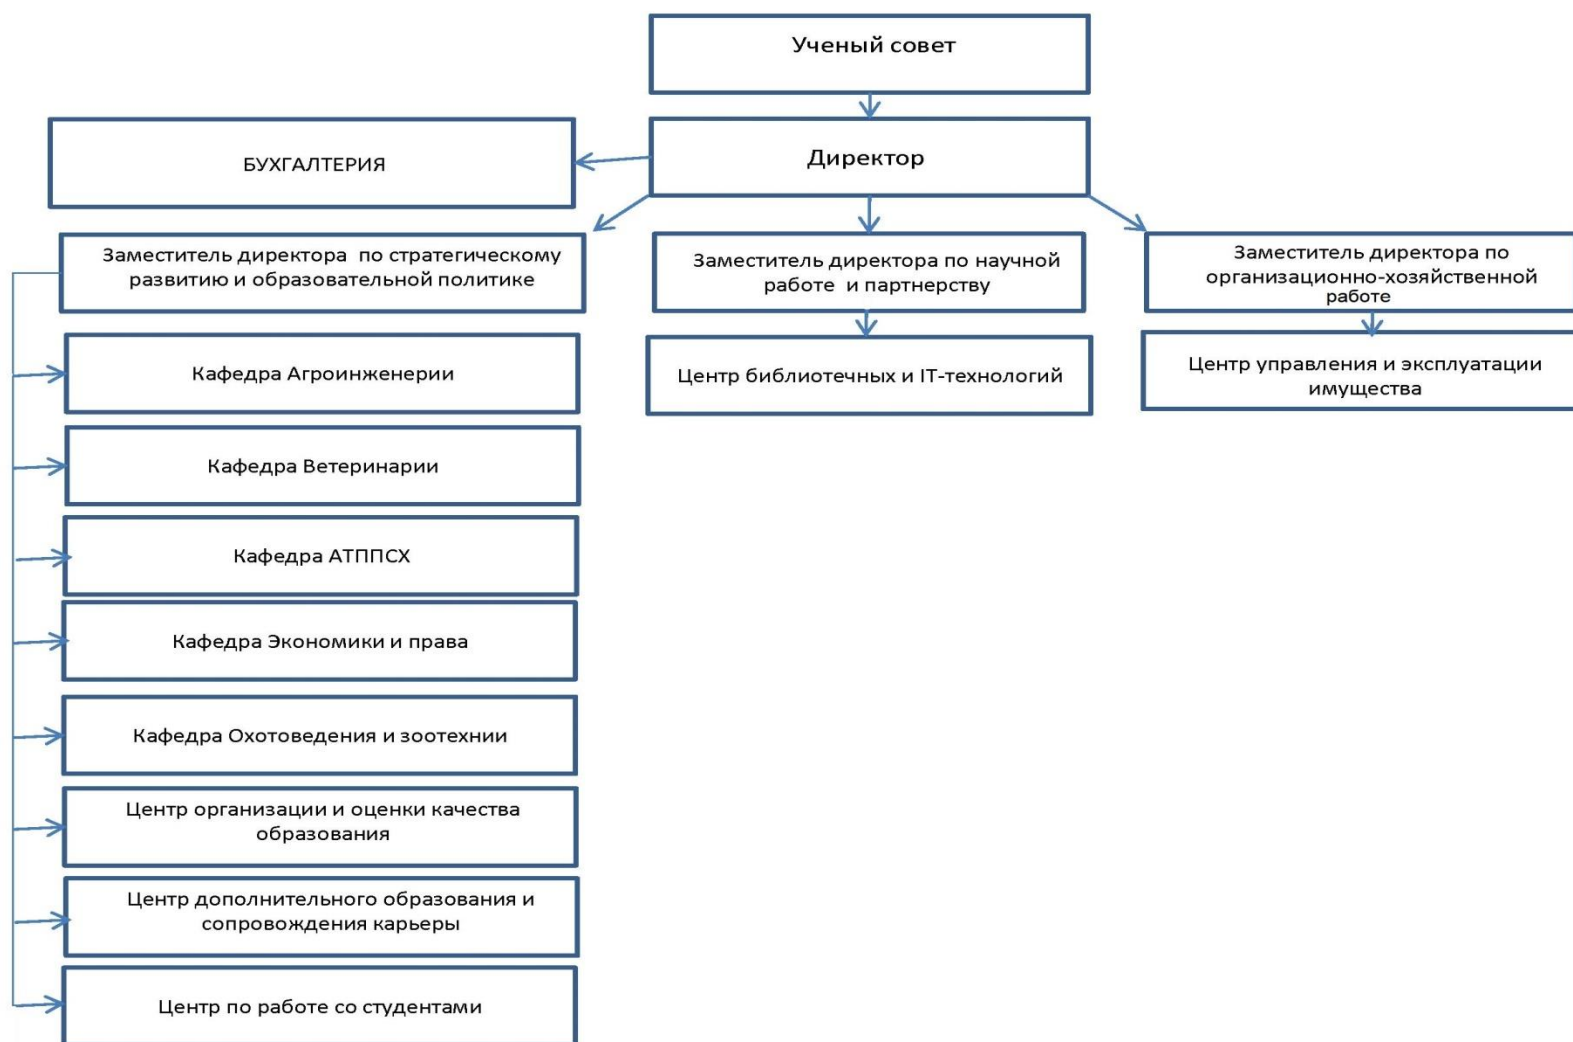 Ученый совет
БУХГАЛТЕРИЯ
Директор
Заместитель директора по стратегическому
развитию и образовательной политике
Заместитель директора по научной
работе и партнерству
Заместитель директора по
организационно-хозяйственной
работе
Кафедра Агроинженерии
Центр библиотечных и IT-технологий
Центр управления и эксплуатации
имущества
Кафедра Ветеринарии
Кафедра АТППСХ
Кафедра Экономики и права
Кафедра Охотоведения и зоотехнии
Центр организации и оценки качества
образования
Центр дополнительного образования и
сопровождения карьеры
Центр по работе со студентами